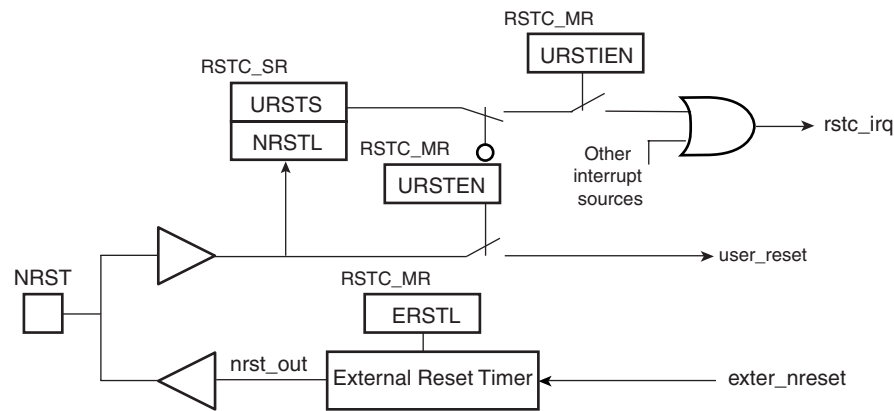 RSTC_MR
URSTIEN
RSTC_SR
URSTS
NRSTL
RSTC_MR
URSTEN
rstc_irq
Other
interrupt
sources
user_reset
NRST
RSTC_MR
ERSTL
nrst_out
External Reset Timer
exter_nreset